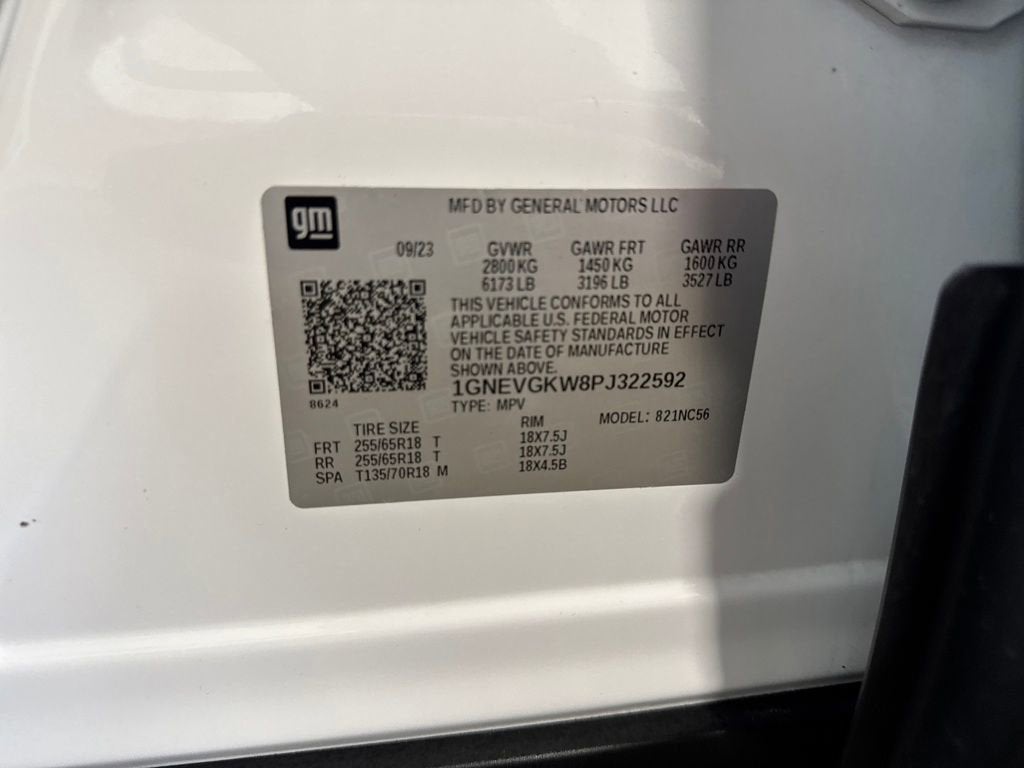 gm
MFD BY GENERAL MOTORS LLC
09/23 GVWR GAWR FRT GAWR RR
2800 KG 1450 KG 1600 KG
6173 LB 3196 LB 3527 LB
THIS VEHICLE CONFORMS TO ALL
APPLICABLE U.S. FEDERAL MOTOR
VEHICLE SAFETY STANDARDS IN EFFECT
ON THE DATE OF MANUFACTURE
SHOWN ABOVE.
1GNEVGKW8PJ322592
8624
TYPE: MPV MODEL: 821NC56
TIRE SIZE RIM
FRT 255/65R18 T 18X7.5J
RR 255/65R18 T 18X7.5J
SPA T135/70R18 M 18X4.5B